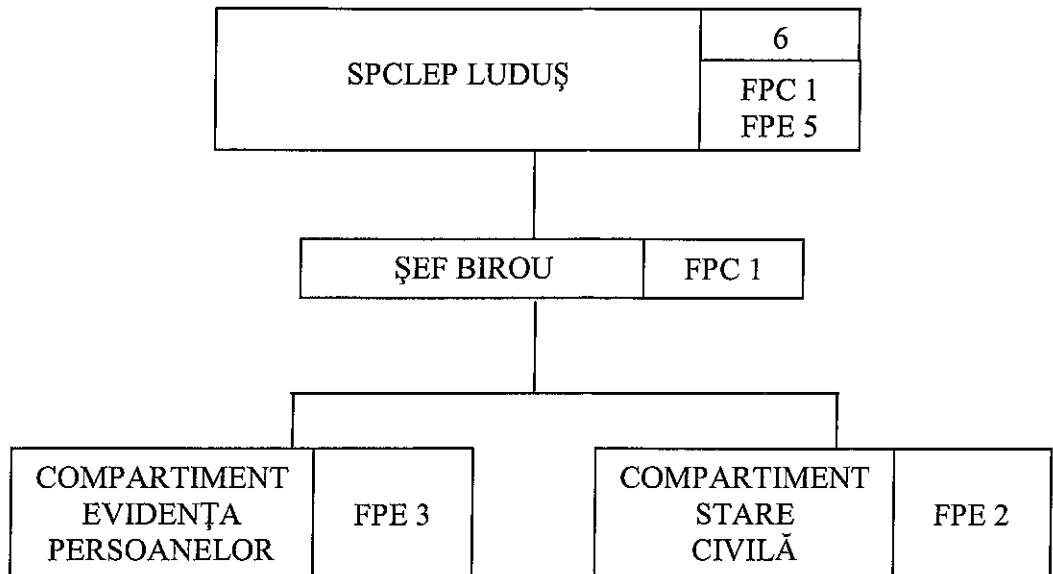 SPCLEP LUDUŞ
6
FPC 1
FPE 5
ŞEF BIROU
FPC 1
COMPARTIMENT
EVIDENŢA
PERSOANELOR
FPE 3
COMPARTIMENT
STARE
CIVILĂ
FPE 2